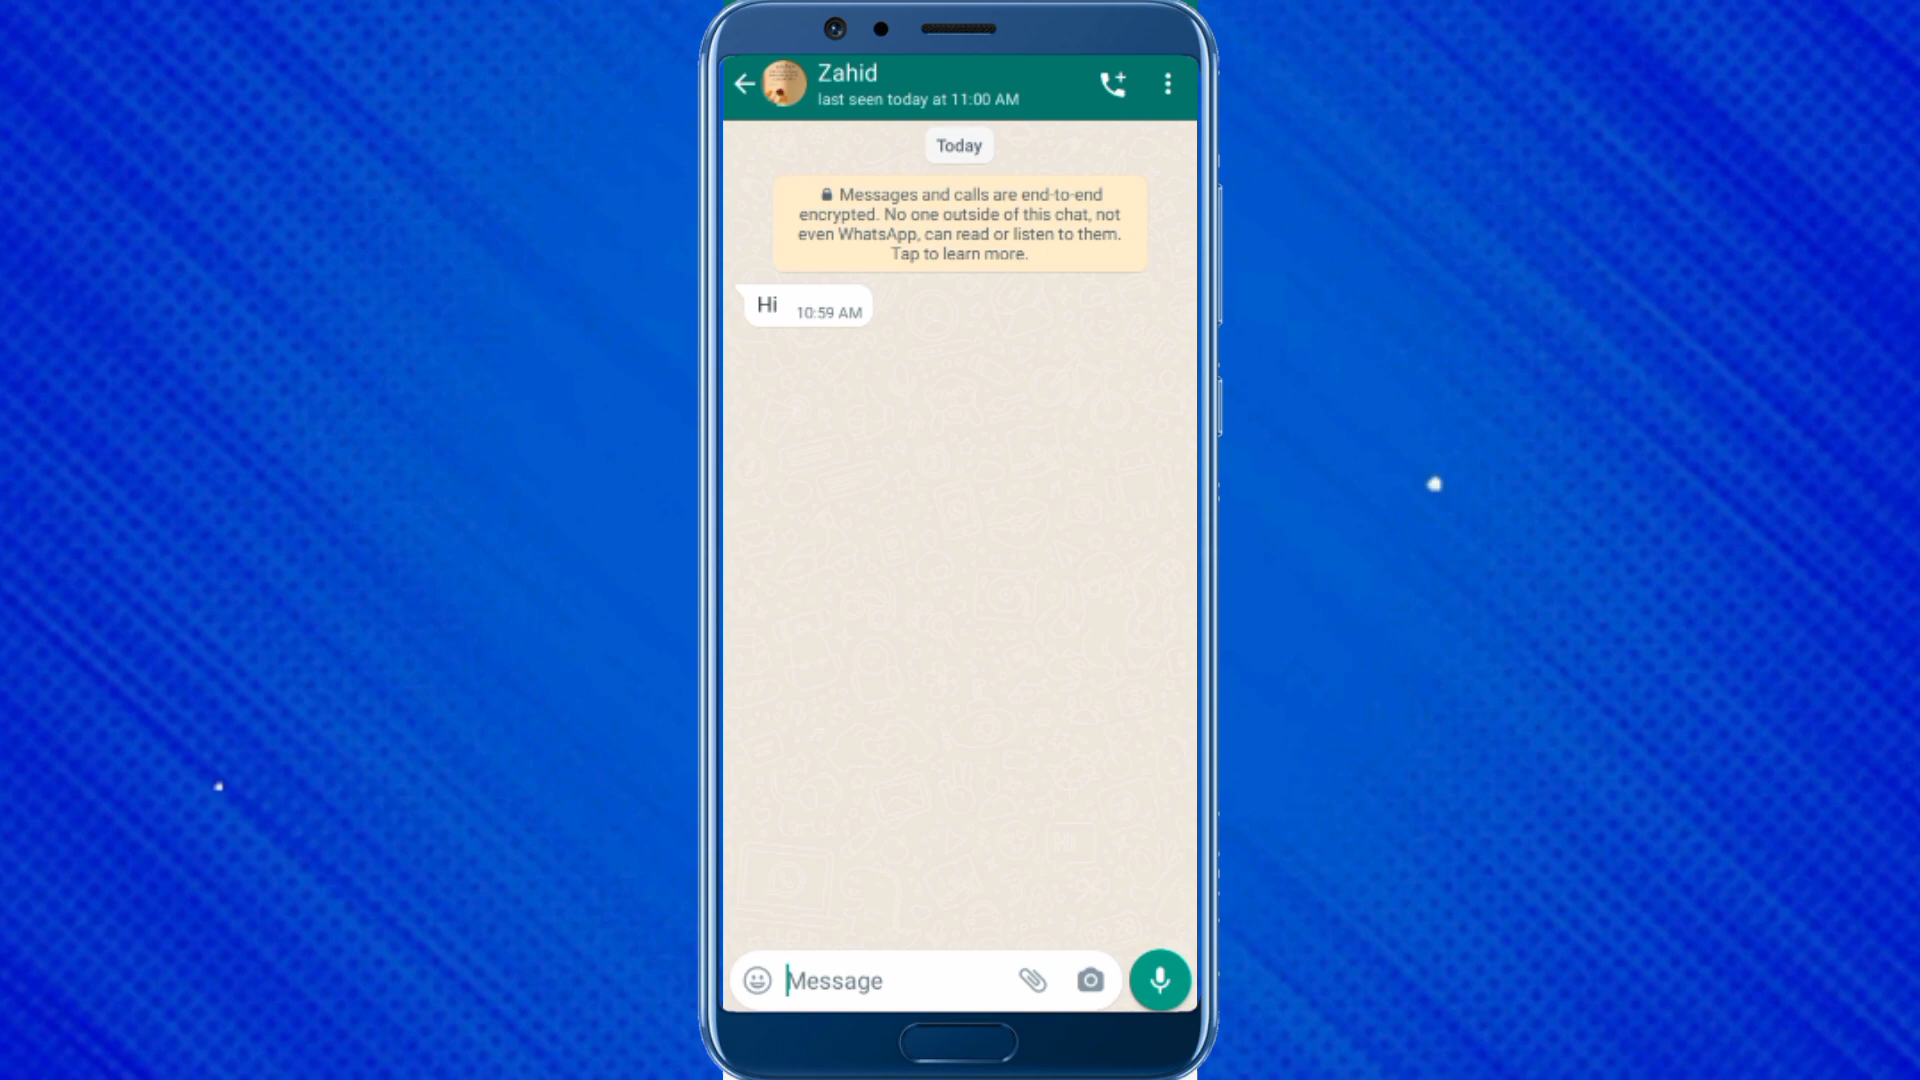 Zahid
last seen today at 11:00 AM
Today
Messages and calls are end-to-end
encrypted. No one outside of this chat, not
even WhatsApp, can read or listen to them.
Tap to learn more.
Hi 10:59 AM
Message